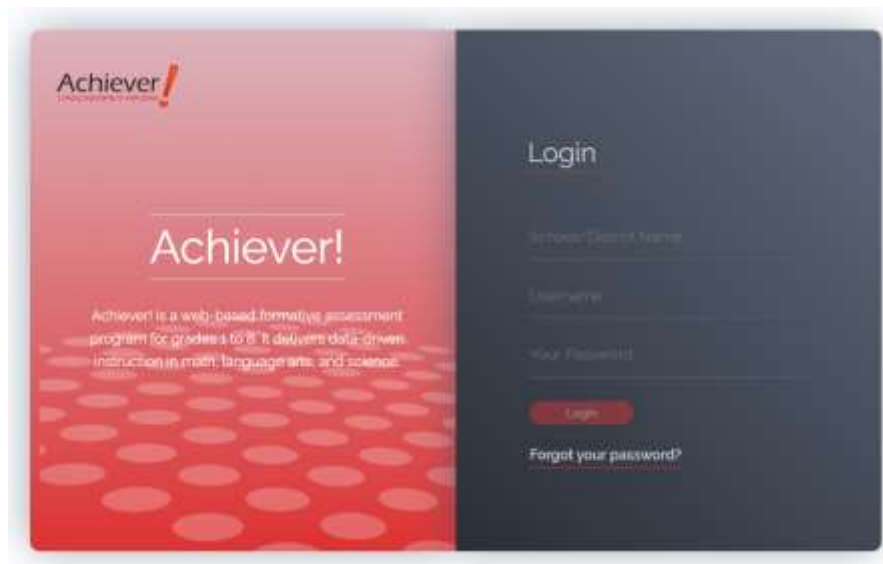 Achiever!
Achiever!
Achiever! is a web-based formative assessment
program for grades 1 to 8. It delivers data-driven
instruction in math, language arts, and science.
Login
School/District Name
Username
Your Password
Login
Forgot your password?